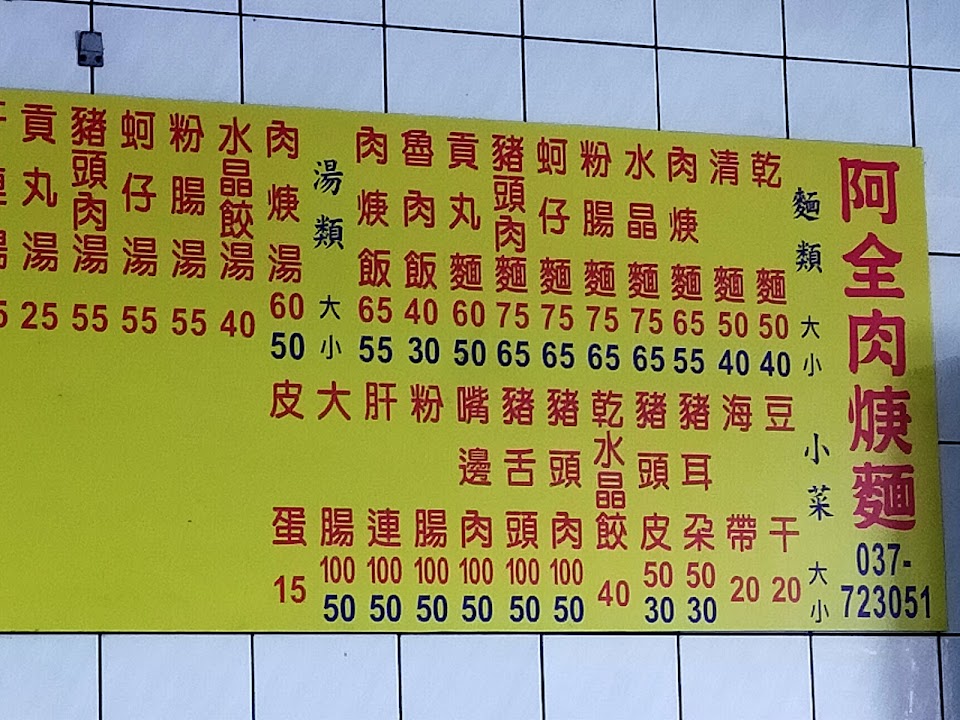 阿全肉焿麵
037-
723051
麵類 大 小
乾麵 50 40
清麵 50 40
肉焿麵 65 55
水晶麵 75 65
粉腸麵 75 65
蚵仔麵 75 65
豬頭肉麵 75 65
貢丸麵 60 50
魯肉飯 40 30
肉焿飯 65 55
湯類 大 小
肉焿湯 60 50
水晶餃湯 40
粉腸湯 55
蚵仔湯 55
豬頭肉湯 55
貢丸湯 25
小菜 大 小
豆干 20
海帶 20
豬耳朵 50 30
豬頭皮 50 30
乾水晶餃 40
豬頭肉 100 50
豬舌頭 100 50
嘴邊肉 100 50
粉腸 100 50
肝連 100 50
大腸 100 50
皮蛋 15